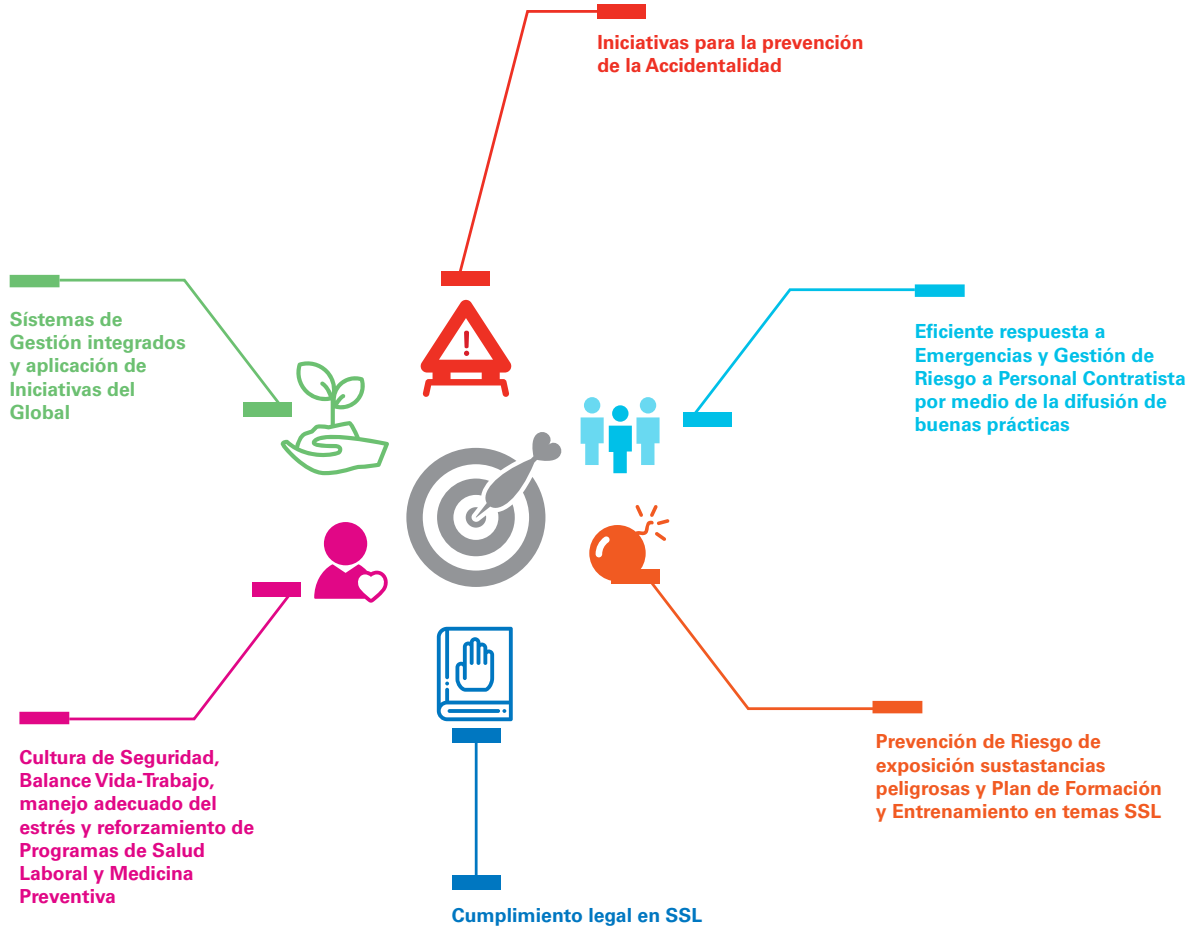 Iniciativas para la prevención
de la Accidentalidad
Sístemas de
Gestión integrados
y aplicación de
Iniciativas del
Global
Eficiente respuesta a
Emergencias y Gestión de
Riesgo a Personal Contratista
por medio de la difusión de
buenas prácticas
Cultura de Seguridad,
Balance Vida-Trabajo,
manejo adecuado del
estrés y reforzamiento de
Programas de Salud
Laboral y Medicina
Preventiva
Prevención de Riesgo de
exposición sustastancias
peligrosas y Plan de Formación
y Entrenamiento en temas SSL
Cumplimiento legal en SSL